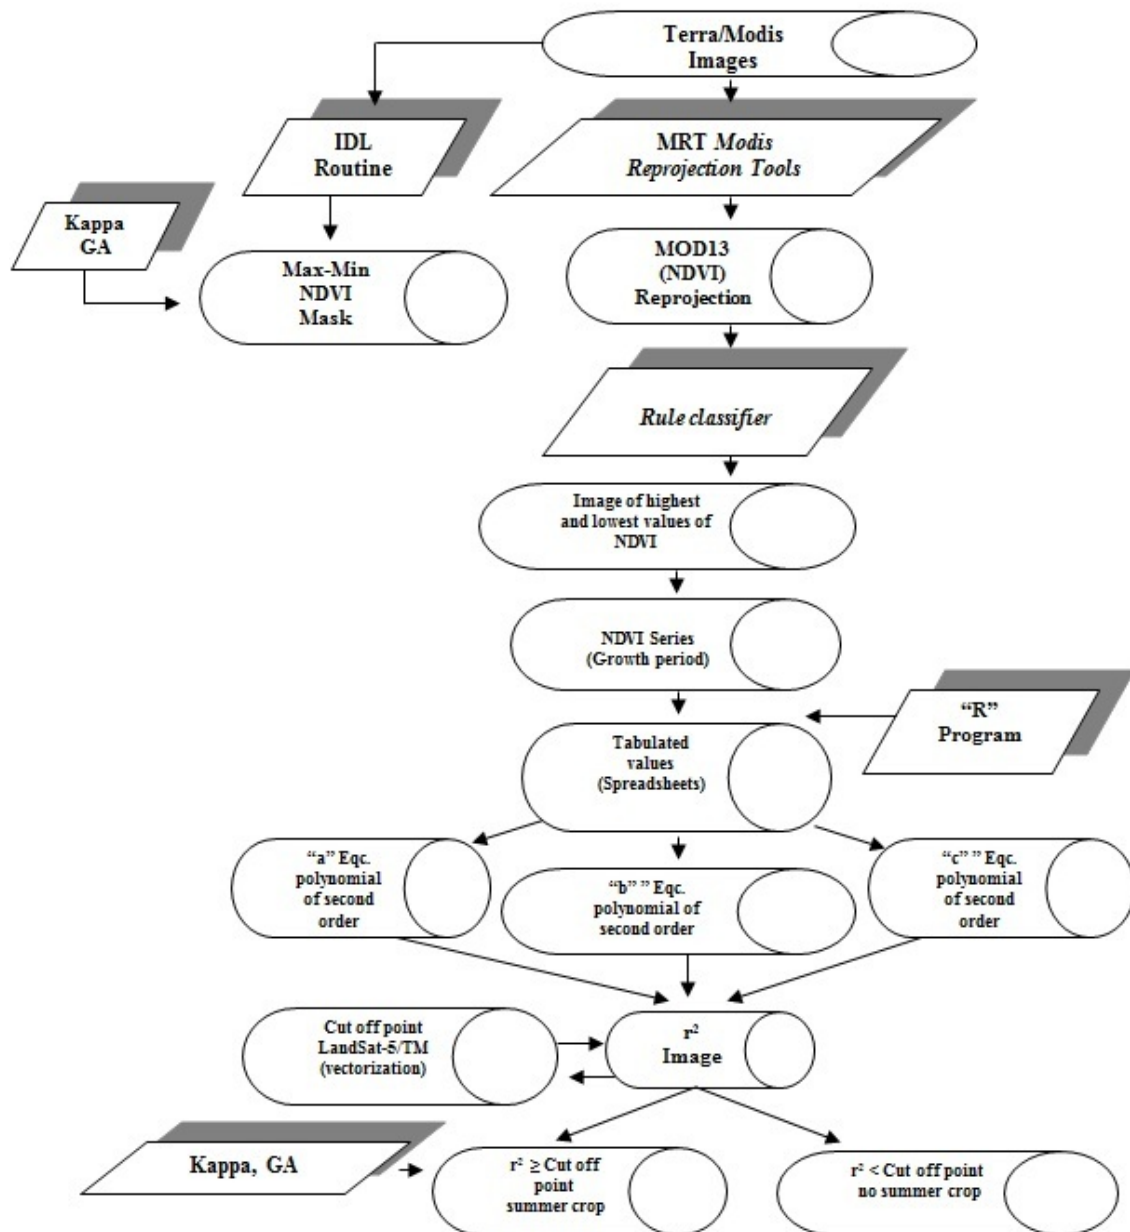 Terra/Modis
Images
IDL
Routine
MRT Modis
Reprojection Tools
Kappa
GA
Max-Min
NDVI
Mask
MOD13
(NDVI)
Reprojection
Rule classifier
Image of highest
and lowest values of
NDVI
NDVI Series
(Growth period)
“R”
Program
Tabulated
values
(Spreadsheets)
“a” Eqc.
polynomial
of second
order
“b” ” Eqc.
polynomial of
second order
“c” ” Eqc.
polynomial
of second
order
Cut off point
LandSat-5/TM
(vectorization)
r²
Image
Kappa, GA
r² ≥ Cut off
point
summer crop
r² < Cut off point
no summer crop